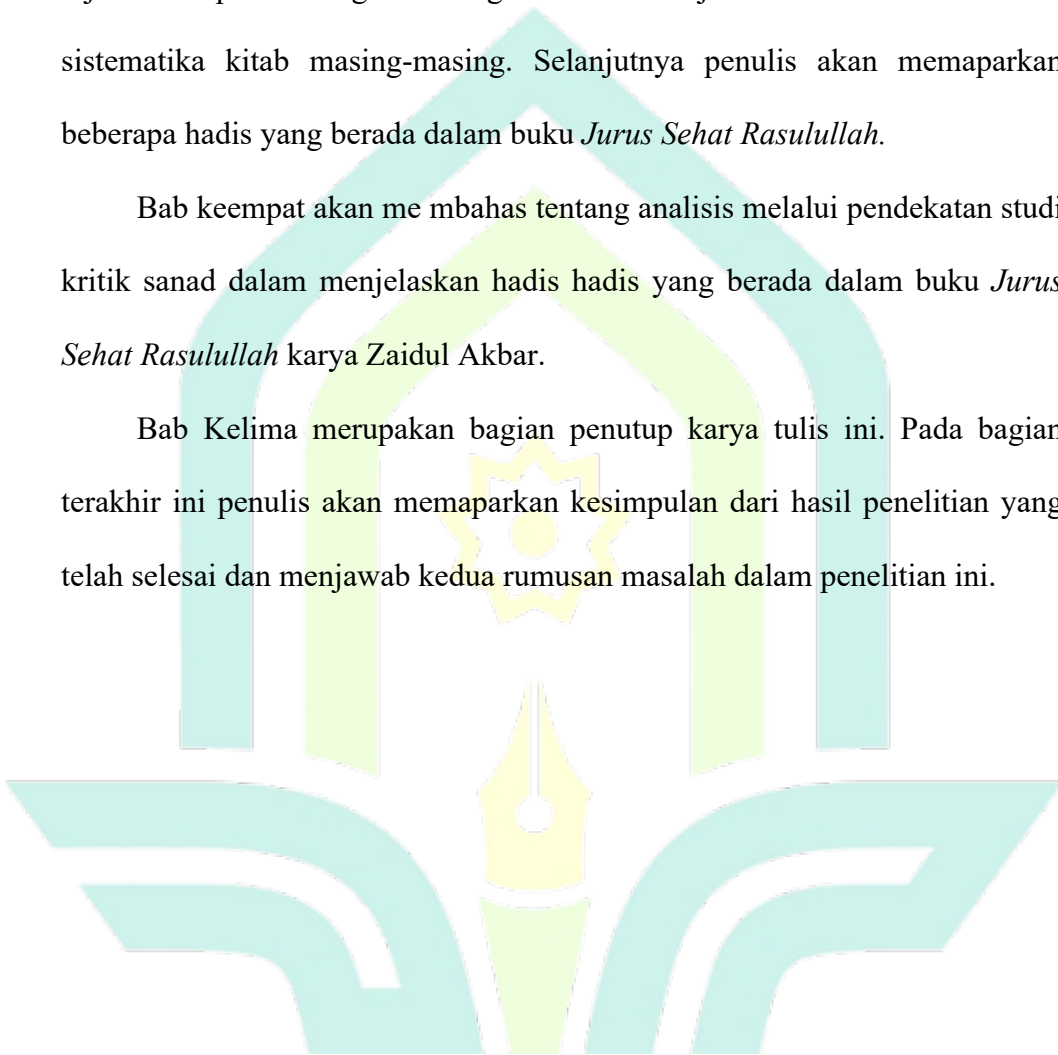 sistematika kitab masing-masing. Selanjutnya penulis akan memaparkan
beberapa hadis yang berada dalam buku Jurus Sehat Rasulullah.
Bab keempat akan me mbahas tentang analisis melalui pendekatan studi
kritik sanad dalam menjelaskan hadis hadis yang berada dalam buku Jurus
Sehat Rasulullah karya Zaidul Akbar.
Bab Kelima merupakan bagian penutup karya tulis ini. Pada bagian
terakhir ini penulis akan memaparkan kesimpulan dari hasil penelitian yang
telah selesai dan menjawab kedua rumusan masalah dalam penelitian ini.